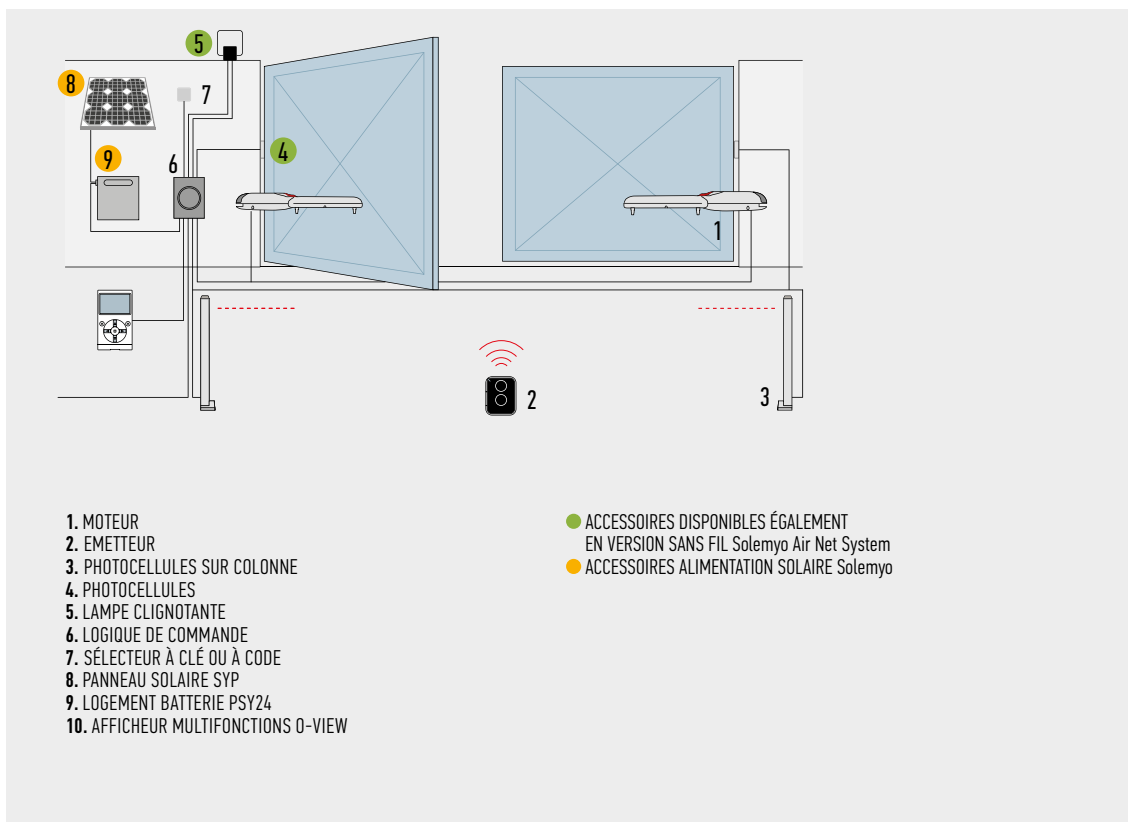 5
8
7
9
6
4
1
2
3
1. MOTEUR
2. EMETTEUR
3. PHOTOCELLULES SUR COLONNE
4. PHOTOCELLULES
5. LAMPE CLIGNOTANTE
6. LOGIQUE DE COMMANDE
7. SÉLECTEUR À CLÉ OU À CODE
8. PANNEAU SOLAIRE SYP
9. LOGEMENT BATTERIE PSY24
10. AFFICHEUR MULTIFONCTIONS O-VIEW
ACCESSOIRES DISPONIBLES ÉGALEMENT
EN VERSION SANS FIL Solemyo Air Net System
ACCESSOIRES ALIMENTATION SOLAIRE Solemyo